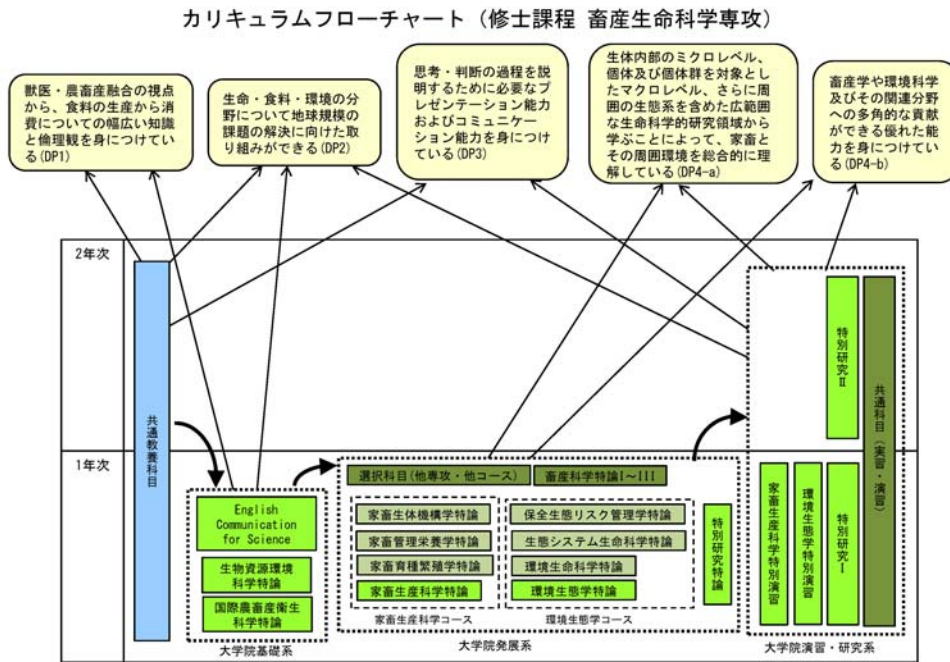 カリキュラムフローチャート（修士課程 畜産生命科学専攻）
獣医・農畜産融合の視点
から、食料の生産から消
費についての幅広い知識
と倫理観を身につけてい
る(DP1)
生命・食料・環境の分
野について地球規模の
課題の解決に向けた取
り組みができる(DP2)
思考・判断の過程を説
明するために必要なプ
レゼンテーション能力
およびコミュニケー
ション能力を身につけ
ている(DP3)
生体内部のミクロレベル、
個体及び個体群を対象とし
たマクロレベル、さらに周
囲の生態系を含めた広範囲
な生命科学的研究領域から
学ぶことによって、家畜と
その周囲環境を総合的に理
解している(DP4-a)
畜産学や環境科学
及びその関連分野
への多角的な貢献
ができる優れた能
力を身につけている
(DP4-b)
2年次
1年次
共通教養科目
English
Communication
for Science
生物資源環境
科学特論
国際農畜産衛生
科学特論
大学院基礎系
選択科目(他専攻・他コース)
畜産科学特論I～III
家畜生体機構学特論
家畜管理栄養学特論
家畜育種繁殖学特論
家畜生産科学特論
家畜生産科学コース
保全生態リスク管理学特論
生態システム生命科学特論
環境生命科学特論
環境生態学特論
環境生態学コース
特別研究特論
大学院発展系
特別研究II
共通科目(実習・演習)
家畜生産科学特別演習
環境生態学特別演習
特別研究I
大学院演習・研究系